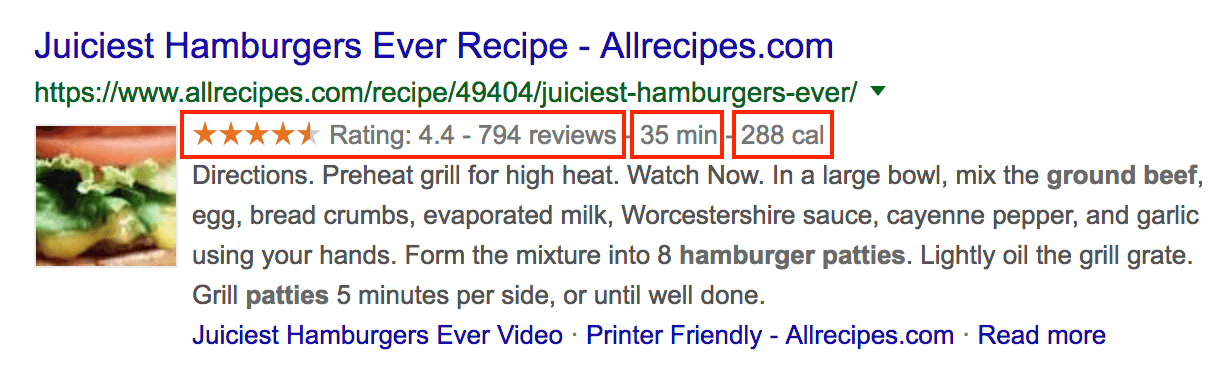 Juiciest Hamburgers Ever Recipe - Allrecipes.com
https://www.allrecipes.com/recipe/49404/juiciest-hamburgers-ever/
Rating: 4.4 - 794 reviews - 35 min - 288 cal
Directions. Preheat grill for high heat. Watch Now. In a large bowl, mix the ground beef,
egg, bread crumbs, evaporated milk, Worcestershire sauce, cayenne pepper, and garlic
using your hands. Form the mixture into 8 hamburger patties. Lightly oil the grill grate.
Grill patties 5 minutes per side, or until well done.
Juiciest Hamburgers Ever Video · Printer Friendly - Allrecipes.com · Read more